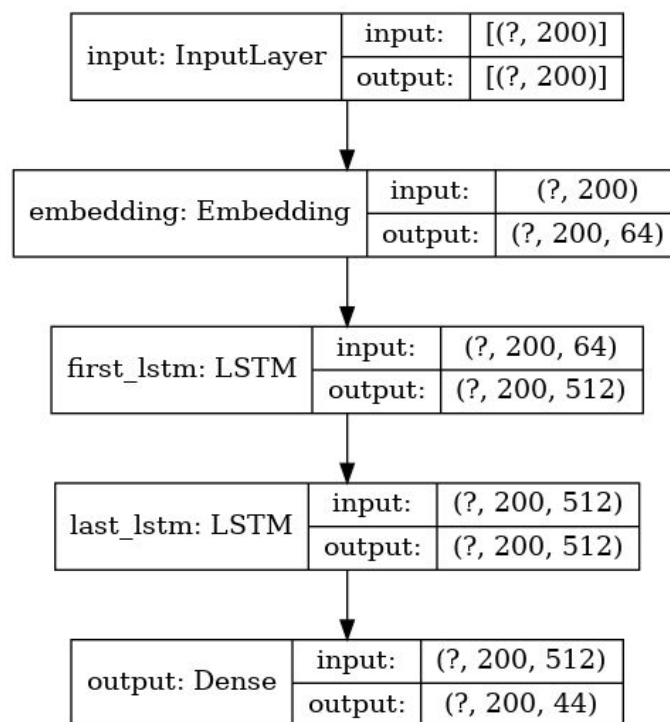 input: InputLayer
input: [(?, 200)]
output: [(?, 200)]
embedding: Embedding
input: (?, 200)
output: (?, 200, 64)
first_lstm: LSTM
input: (?, 200, 64)
output: (?, 200, 512)
last_lstm: LSTM
input: (?, 200, 512)
output: (?, 200, 512)
output: Dense
input: (?, 200, 512)
output: (?, 200, 44)